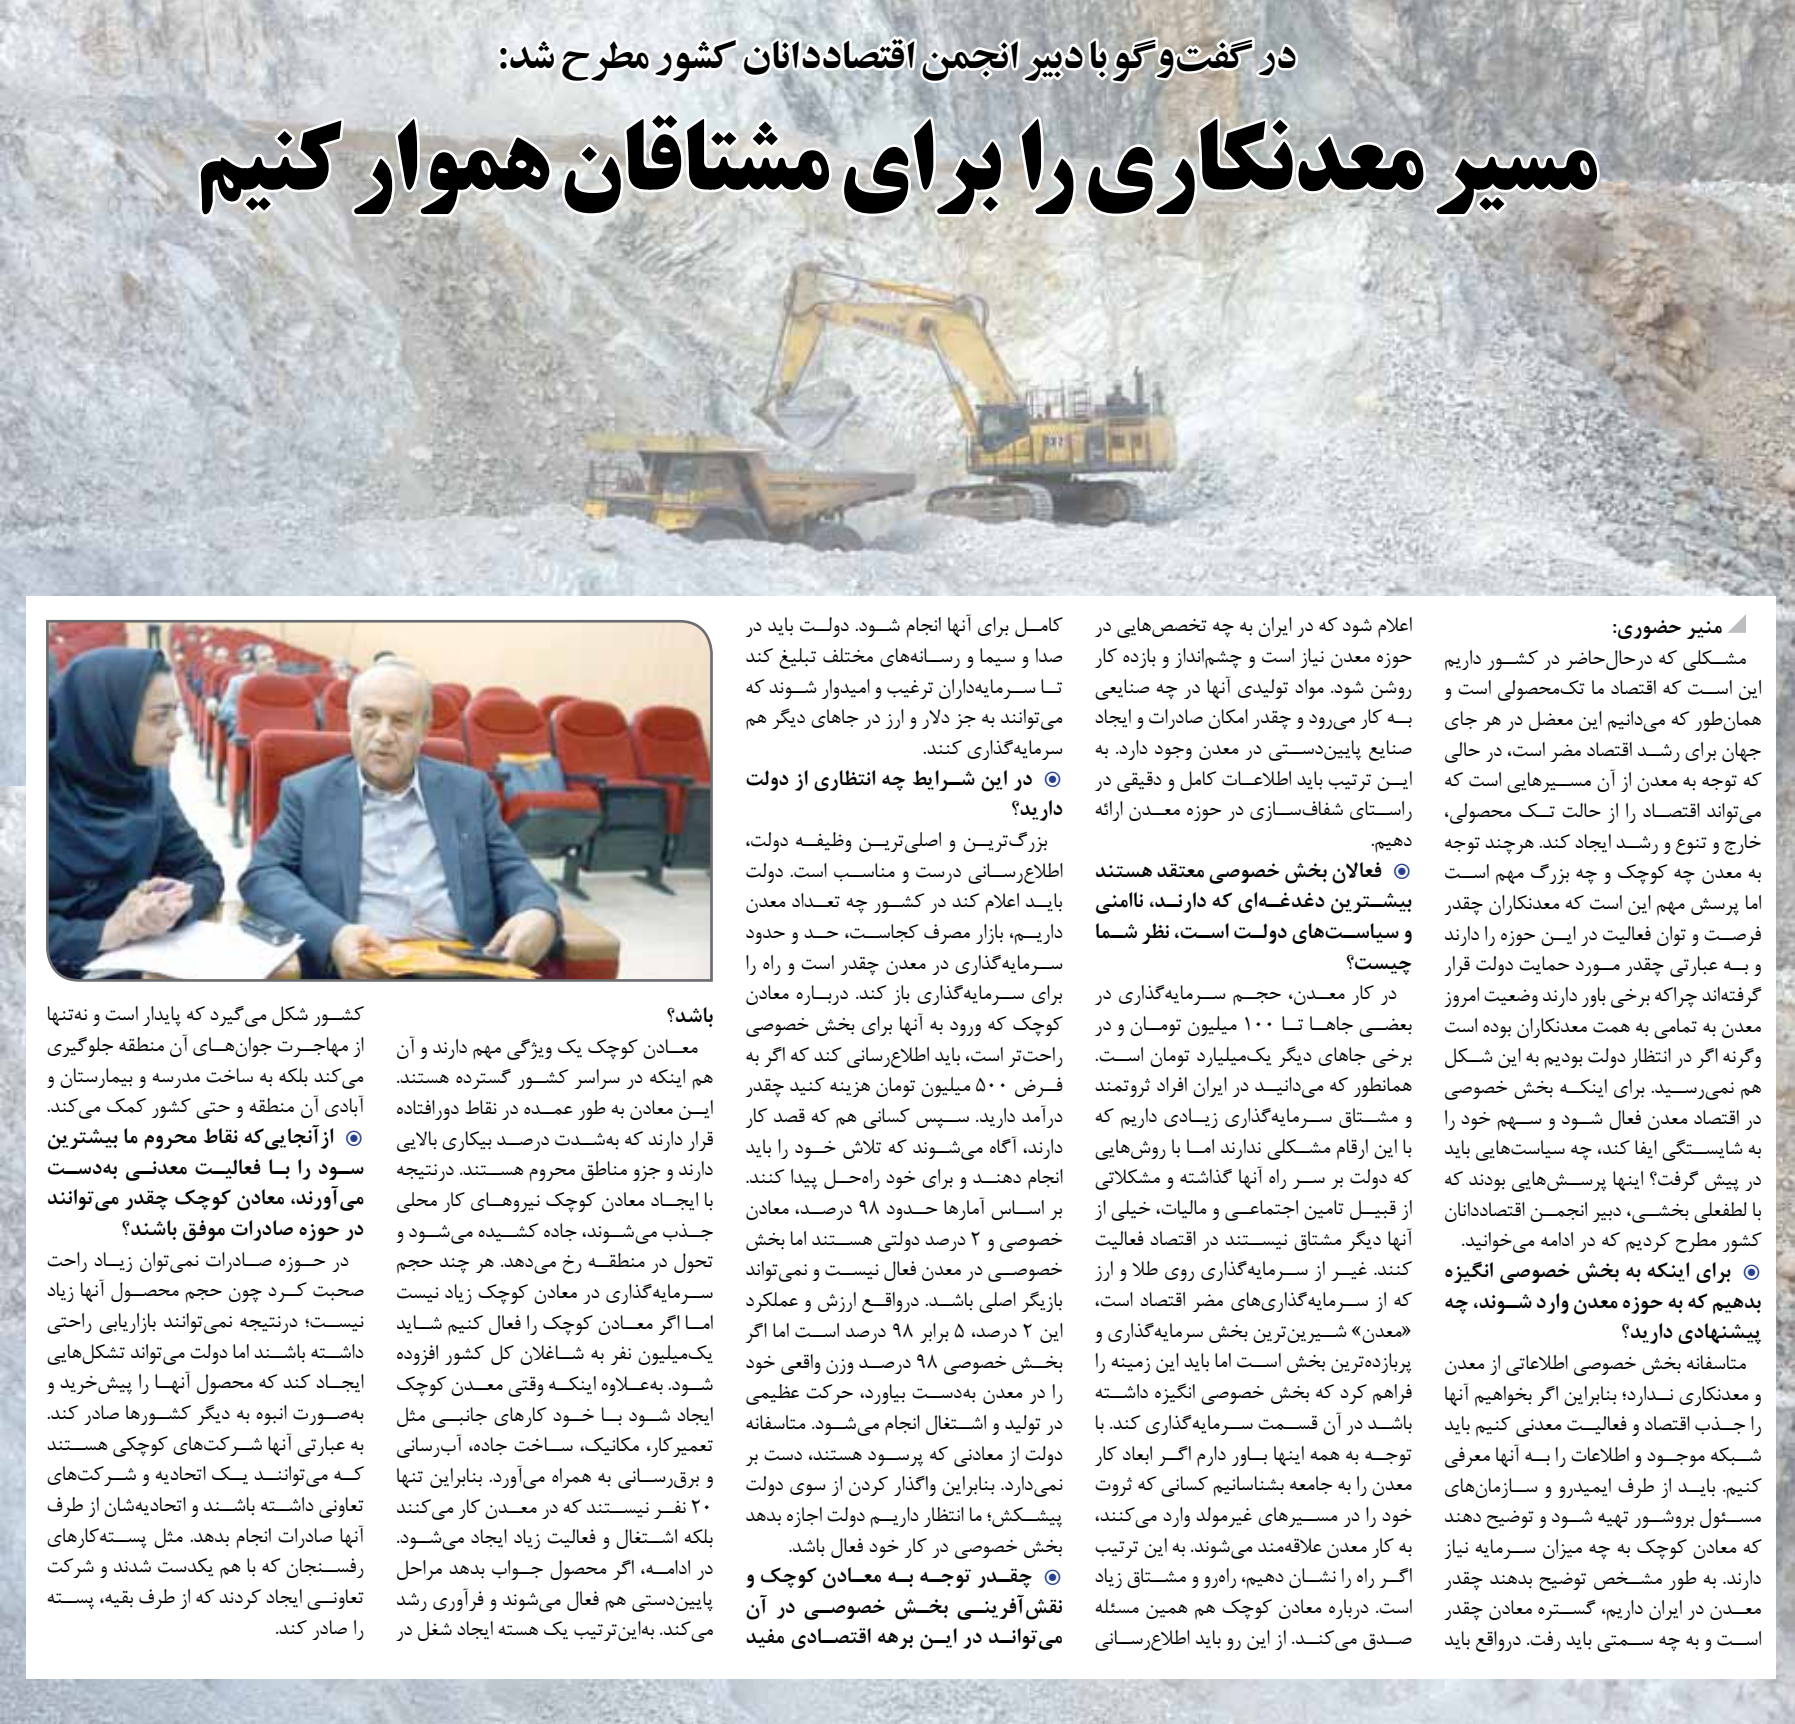 در گفت‌وگو با دبیر انجمن اقتصاددانان کشور مطرح شد:
مسیر معدنکاری را برای مشتاقان هموار کنیم
منیر حضوری:
مشکلی که درحال‌حاضر در کشور داریم
این است که اقتصاد ما تک‌محصولی است و
همان‌طور که می‌دانیم این معضل در هر جای
جهان برای رشد اقتصاد مضر است، در حالی
که توجه به معدن از آن مسیرهایی است که
می‌تواند اقتصاد را از حالت تک محصولی،
خارج و تنوع و رشد ایجاد کند. هرچند توجه
به معدن چه کوچک و چه بزرگ مهم است
اما پرسش مهم این است که معدنکاران چقدر
فرصت و توان فعالیت در این حوزه را دارند
و به عبارتی چقدر مورد حمایت دولت قرار
گرفته‌اند چراکه برخی باور دارند وضعیت امروز
معدن به تمامی به همت معدنکاران بوده است
وگرنه اگر در انتظار دولت بودیم به این شکل
هم نمی‌رسید. برای اینکه بخش خصوصی
در اقتصاد معدن فعال شود و سهم خود را
به شایستگی ایفا کند، چه سیاست‌هایی باید
در پیش گرفت؟ اینها پرسش‌هایی بودند که
با لطفعلی بخشی، دبیر انجمن اقتصاددانان
کشور مطرح کردیم که در ادامه می‌خوانید.
برای اینکه به بخش خصوصی انگیزه
بدهیم که به حوزه معدن وارد شوند، چه
پیشنهادی دارید؟
متاسفانه بخش خصوصی اطلاعاتی از معدن
و معدنکاری ندارد؛ بنابراین اگر بخواهیم آنها
را جذب اقتصاد و فعالیت معدنی کنیم باید
شبکه موجود و اطلاعات را به آنها معرفی
کنیم. باید از طرف ایمیدرو و سازمان‌های
مسئول بروشور تهیه شود و توضیح دهند
که معادن کوچک به چه میزان سرمایه نیاز
دارند. به طور مشخص توضیح بدهند چقدر
معدن در ایران داریم، گستره معادن چقدر
است و به چه سمتی باید رفت. درواقع باید
اعلام شود که در ایران به چه تخصص‌هایی در
حوزه معدن نیاز است و چشم‌انداز و بازده کار
روشن شود. مواد تولیدی آنها در چه صنایعی
به کار می‌رود و چقدر امکان صادرات و ایجاد
صنایع پایین‌دستی در معدن وجود دارد. به
این ترتیب باید اطلاعات کامل و دقیقی در
راستای شفاف‌سازی در حوزه معدن ارائه
دهیم.
فعالان بخش خصوصی معتقد هستند
بیشترین دغدغه‌ای که دارند، ناامنی
و سیاست‌های دولت است، نظر شما
چیست؟
در کار معدن، حجم سرمایه‌گذاری در
بعضی جاها تا ۱۰۰ میلیون تومان و در
برخی جاهای دیگر یک‌میلیارد تومان است.
همانطور که می‌دانید در ایران افراد ثروتمند
و مشتاق سرمایه‌گذاری زیادی داریم که
با این ارقام مشکلی ندارند اما با روش‌هایی
که دولت بر سر راه آنها گذاشته و مشکلاتی
از قبیل تامین اجتماعی و مالیات، خیلی از
آنها دیگر مشتاق نیستند در اقتصاد فعالیت
کنند. غیر از سرمایه‌گذاری روی طلا و ارز
که از سرمایه‌گذاری‌های مضر اقتصاد است،
«معدن» شیرین‌ترین بخش سرمایه‌گذاری و
پربازده‌ترین بخش است اما باید این زمینه را
فراهم کرد که بخش خصوصی انگیزه داشته
باشد در آن قسمت سرمایه‌گذاری کند. با
توجه به همه اینها باور دارم اگر ابعاد کار
معدن را به جامعه بشناسانیم کسانی که ثروت
خود را در مسیرهای غیرمولد وارد می‌کنند،
به کار معدن علاقه‌مند می‌شوند. به این ترتیب
اگر راه را نشان دهیم، راه‌رو و مشتاق زیاد
است. درباره معادن کوچک هم همین مسئله
صدق می‌کند. از این رو باید اطلاع‌رسانی
کامل برای آنها انجام شود. دولت باید در
صدا و سیما و رسانه‌های مختلف تبلیغ کند
تا سرمایه‌داران ترغیب و امیدوار شوند که
می‌توانند به جز دلار و ارز در جاهای دیگر هم
سرمایه‌گذاری کنند.
در این شرایط چه انتظاری از دولت
دارید؟
بزرگ‌ترین و اصلی‌ترین وظیفه دولت،
اطلاع‌رسانی درست و مناسب است. دولت
باید اعلام کند در کشور چه تعداد معدن
داریم، بازار مصرف کجاست، حد و حدود
سرمایه‌گذاری در معدن چقدر است و راه را
برای سرمایه‌گذاری باز کند. درباره معادن
کوچک که ورود به آنها برای بخش خصوصی
راحت‌تر است، باید اطلاع‌رسانی کند که اگر به
فرض ۵۰۰ میلیون تومان هزینه کنید چقدر
درآمد دارید. سپس کسانی هم که قصد کار
دارند، آگاه می‌شوند که تلاش خود را باید
انجام دهند و برای خود راه‌حل پیدا کنند.
بر اساس آمارها حدود ۹۸ درصد، معادن
خصوصی و ۲ درصد دولتی هستند اما بخش
خصوصی در معدن فعال نیست و نمی‌تواند
بازیگر اصلی باشد. درواقع ارزش و عملکرد
این ۲ درصد، ۵ برابر ۹۸ درصد است اما اگر
بخش خصوصی ۹۸ درصد وزن واقعی خود
را در معدن به‌دست بیاورد، حرکت عظیمی
در تولید و اشتغال انجام می‌شود. متاسفانه
دولت از معادنی که پرسود هستند، دست بر
نمی‌دارد. بنابراین واگذار کردن از سوی دولت
پیشکش؛ ما انتظار داریم دولت اجازه بدهد
بخش خصوصی در کار خود فعال باشد.
چقدر توجه به معادن کوچک و
نقش‌آفرینی بخش خصوصی در آن
می‌تواند در این برهه اقتصادی مفید
باشد؟
معادن کوچک یک ویژگی مهم دارند و آن
هم اینکه در سراسر کشور گسترده هستند.
این معادن به طور عمده در نقاط دورافتاده
قرار دارند که به‌شدت درصد بیکاری بالایی
دارند و جزو مناطق محروم هستند. درنتیجه
با ایجاد معادن کوچک نیروهای کار محلی
جذب می‌شوند، جاده کشیده می‌شود و
تحول در منطقه رخ می‌دهد. هر چند حجم
سرمایه‌گذاری در معادن کوچک زیاد نیست
اما اگر معادن کوچک را فعال کنیم شاید
یک‌میلیون نفر به شاغلان کل کشور افزوده
شود. به‌علاوه اینکه وقتی معدن کوچک
ایجاد شود با خود کارهای جانبی مثل
تعمیرکار، مکانیک، ساخت جاده، آب‌رسانی
و برق‌رسانی به همراه می‌آورد. بنابراین تنها
۲۰ نفر نیستند که در معدن کار می‌کنند
بلکه اشتغال و فعالیت زیاد ایجاد می‌شود.
در ادامه، اگر محصول جواب بدهد مراحل
پایین‌دستی هم فعال می‌شوند و فرآوری رشد
می‌کند. به‌این‌ترتیب یک هسته ایجاد شغل در
کشور شکل می‌گیرد که پایدار است و نه‌تنها
از مهاجرت جوان‌های آن منطقه جلوگیری
می‌کند بلکه به ساخت مدرسه و بیمارستان و
آبادی آن منطقه و حتی کشور کمک می‌کند.
ازآنجایی‌که نقاط محروم ما بیشترین
سود را با فعالیت معدنی به‌دست
می‌آورند، معادن کوچک چقدر می‌توانند
در حوزه صادرات موفق باشند؟
در حوزه صادرات نمی‌توان زیاد راحت
صحبت کرد چون حجم محصول آنها زیاد
نیست؛ درنتیجه نمی‌توانند بازاریابی راحتی
داشته باشند اما دولت می‌تواند تشکل‌هایی
ایجاد کند که محصول آنها را پیش‌خرید و
به‌صورت انبوه به دیگر کشورها صادر کند.
به عبارتی آنها شرکت‌های کوچکی هستند
که می‌توانند یک اتحادیه و شرکت‌های
تعاونی داشته باشند و اتحادیه‌شان از طرف
آنها صادرات انجام بدهد. مثل پسته‌کارهای
رفسنجان که با هم یکدست شدند و شرکت
تعاونی ایجاد کردند که از طرف بقیه، پسته
را صادر کند.